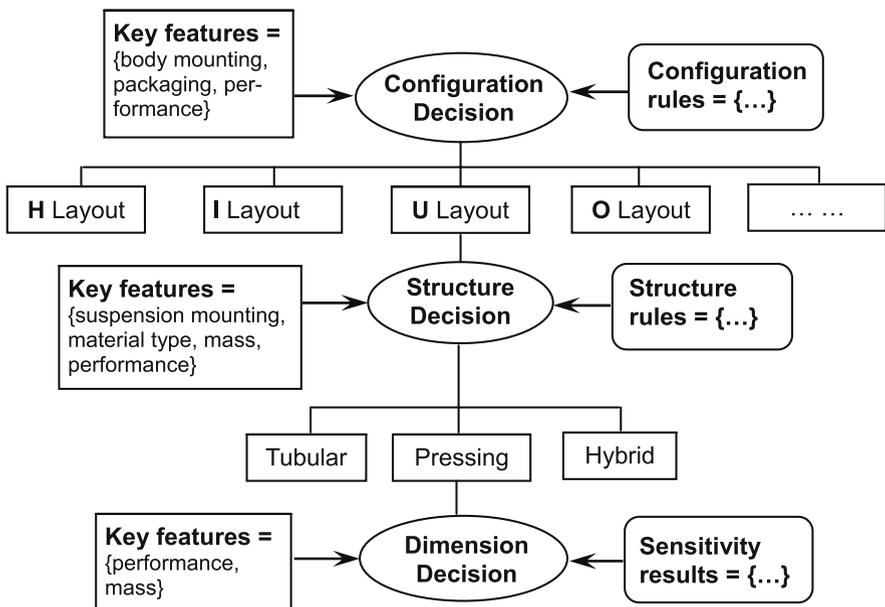 Key features =
{body mounting,
packaging, per-
formance}
Configuration
Decision
Configuration
rules = {…}
H Layout
I Layout
U Layout
O Layout
… …
Key features =
{suspension mounting,
material type, mass,
performance}
Structure
Decision
Structure
rules = {…}
Tubular
Pressing
Hybrid
Key features =
{performance,
mass}
Dimension
Decision
Sensitivity
results = {…}